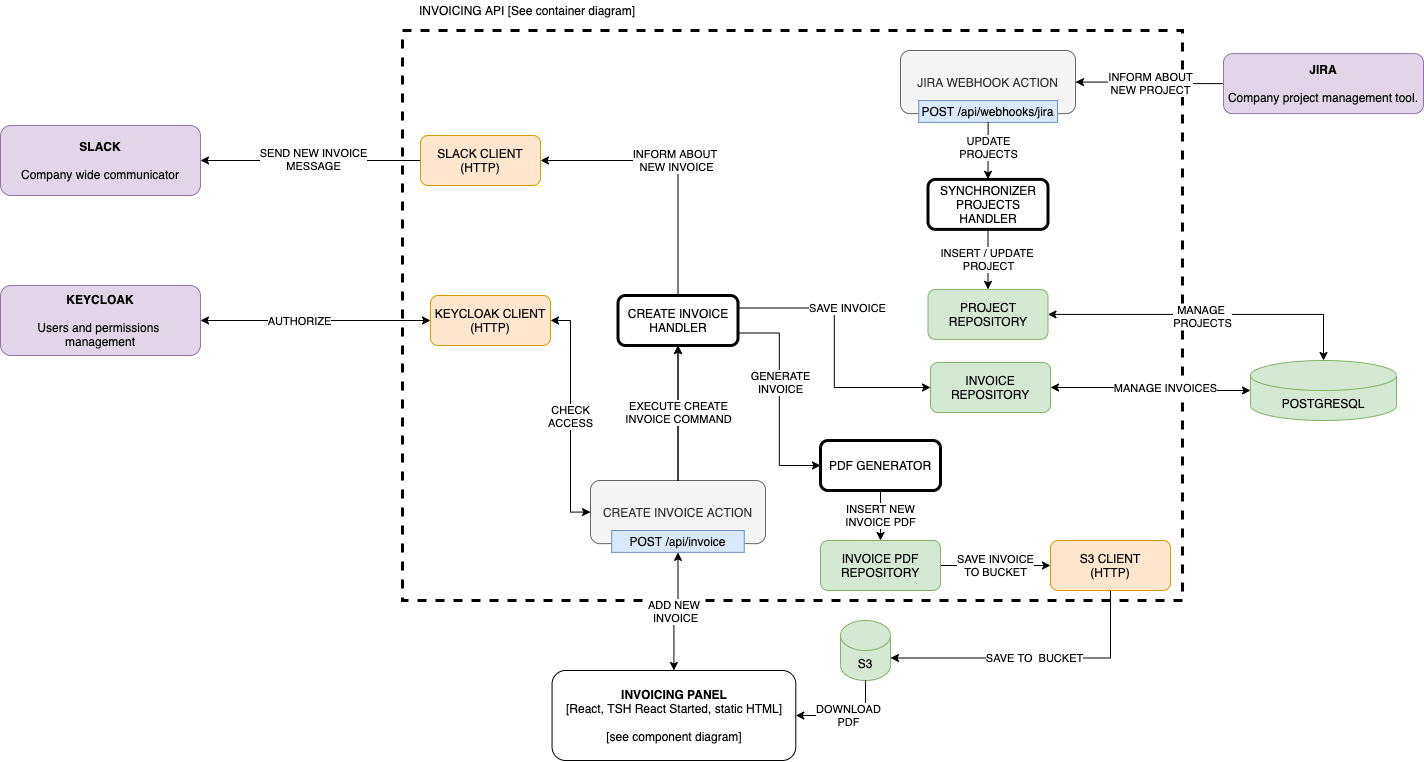 INVOICING API [See container diagram]
JIRA WEBHOOK ACTION
POST /api/webhooks/jira
INFORM ABOUT
NEW PROJECT
JIRA
Company project management tool.
SLACK
Company wide communicator
SEND NEW INVOICE
MESSAGE
SLACK CLIENT
(HTTP)
INFORM ABOUT
NEW INVOICE
UPDATE
PROJECTS
SYNCHRONIZER
PROJECTS
HANDLER
INSERT / UPDATE
PROJECT
KEYCLOAK
Users and permissions
management
AUTHORIZE
KEYCLOAK CLIENT
(HTTP)
CREATE INVOICE
HANDLER
SAVE INVOICE
PROJECT
REPOSITORY
MANAGE
PROJECTS
GENERATE
INVOICE
INVOICE
REPOSITORY
MANAGE INVOICES
POSTGRESQL
CHECK
ACCESS
EXECUTE CREATE
INVOICE COMMAND
PDF GENERATOR
CREATE INVOICE ACTION
POST /api/invoice
INSERT NEW
INVOICE PDF
INVOICE PDF
REPOSITORY
SAVE INVOICE
TO BUCKET
S3 CLIENT
(HTTP)
ADD NEW
INVOICE
S3
SAVE TO  BUCKET
INVOICING PANEL
[React, TSH React Started, static HTML]
[see component diagram]
DOWNLOAD
PDF